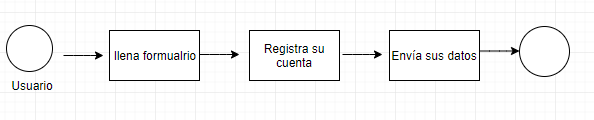 llena formualrio
Registra su
cuenta
Envía sus datos
Usuario